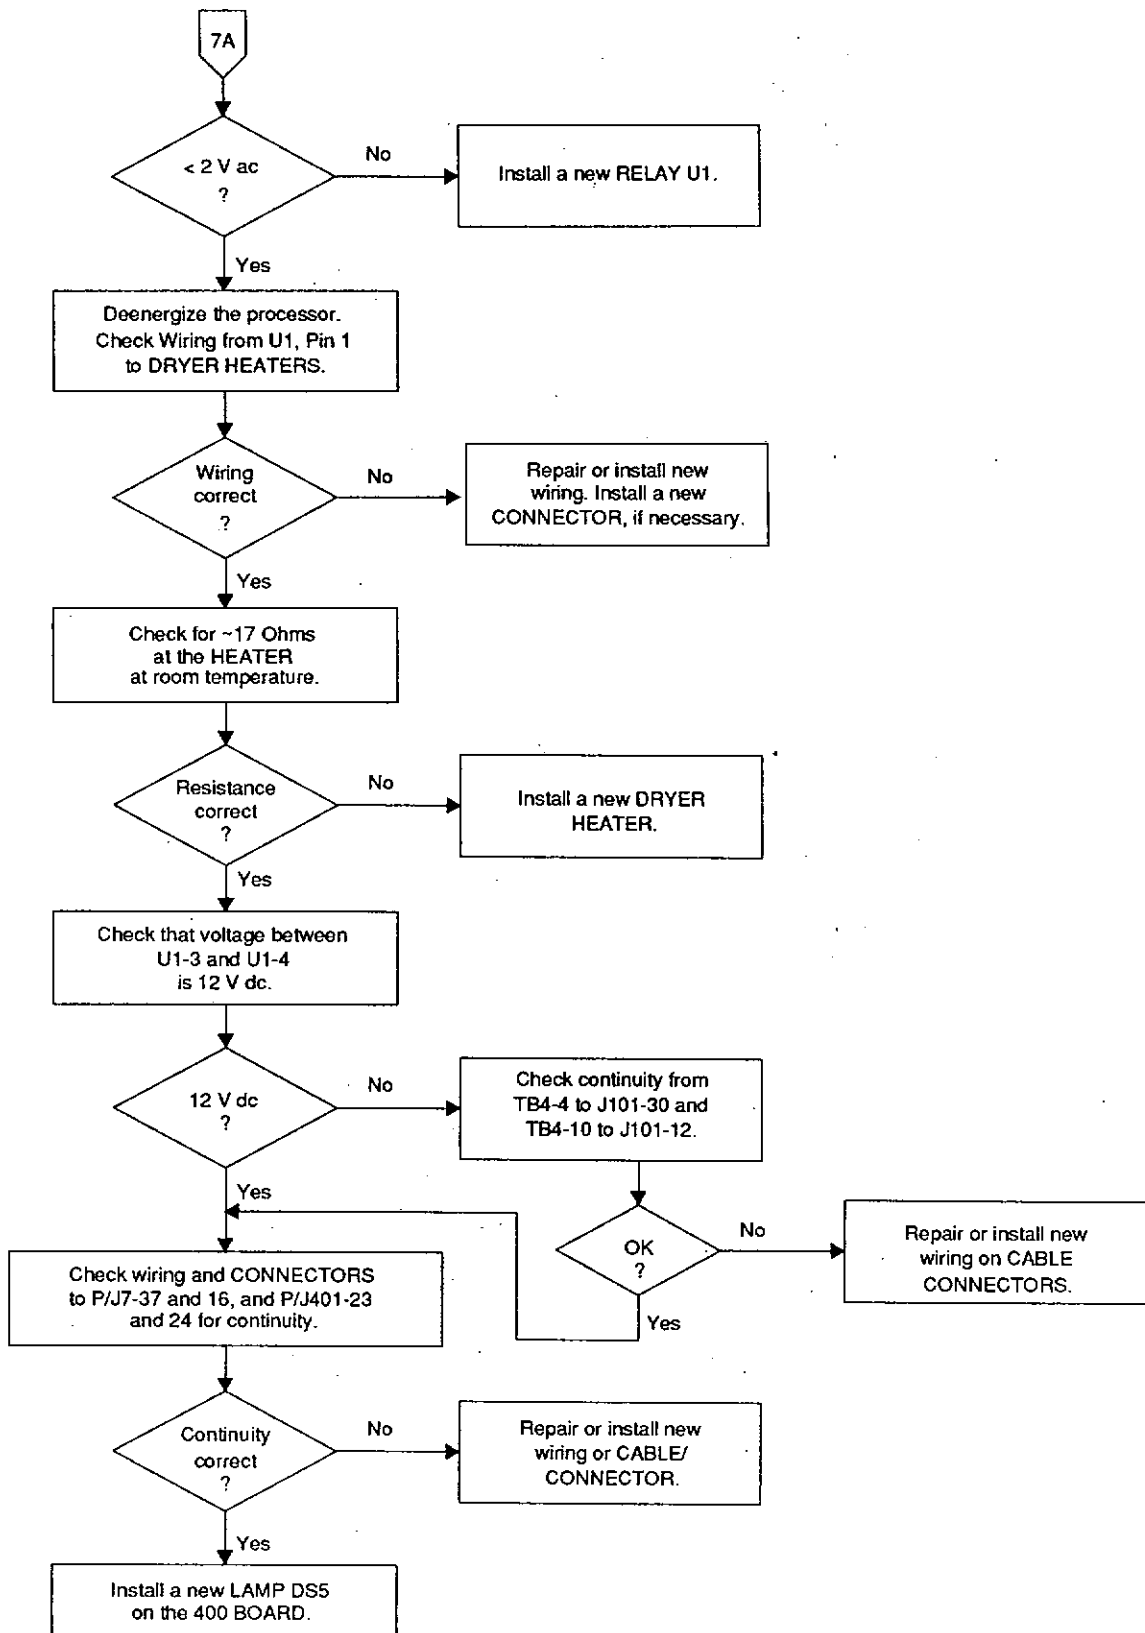 7A
< 2 V ac
?
No
Install a new RELAY U1.
Yes
Deenergize the processor.
Check Wiring from U1, Pin 1
to DRYER HEATERS.
Wiring
correct
?
No
Repair or install new
wiring. Install a new
CONNECTOR, if necessary.
Yes
Check for ~17 Ohms
at the HEATER
at room temperature.
Resistance
correct
?
No
Install a new DRYER
HEATER.
Yes
Check that voltage between
U1-3 and U1-4
is 12 V dc.
12 V dc
?
No
Check continuity from
TB4-4 to J101-30 and
TB4-10 to J101-12.
Yes
OK
?
No
Repair or install new
wiring on CABLE
CONNECTORS.
Yes
Check wiring and CONNECTORS
to P/J7-37 and 16, and P/J401-23
and 24 for continuity.
Continuity
correct
?
No
Repair or install new
wiring or CABLE/
CONNECTOR.
Yes
Install a new LAMP DS5
on the 400 BOARD.